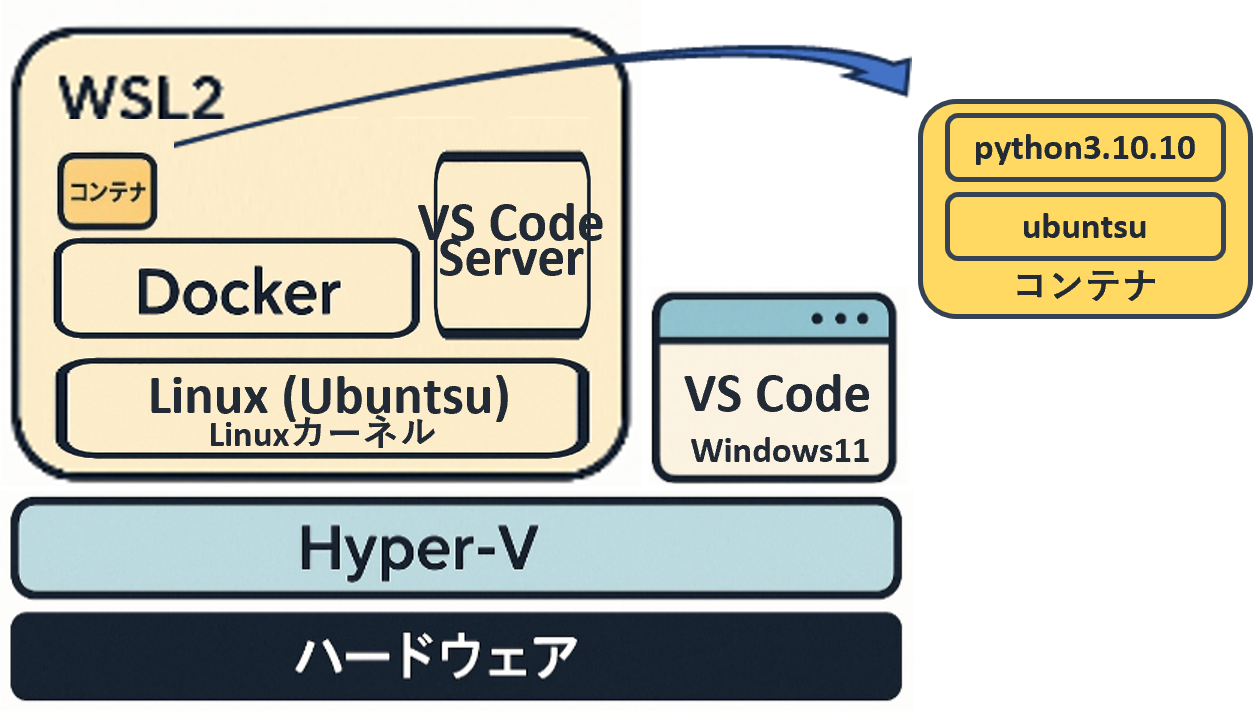 WSL2
コンテナ
Docker
VS Code
Server
Linux (Ubuntsu)
Linuxカーネル
VS Code
Windows11
Hyper-V
ハードウェア
python3.10.10
ubuntsu
コンテナ